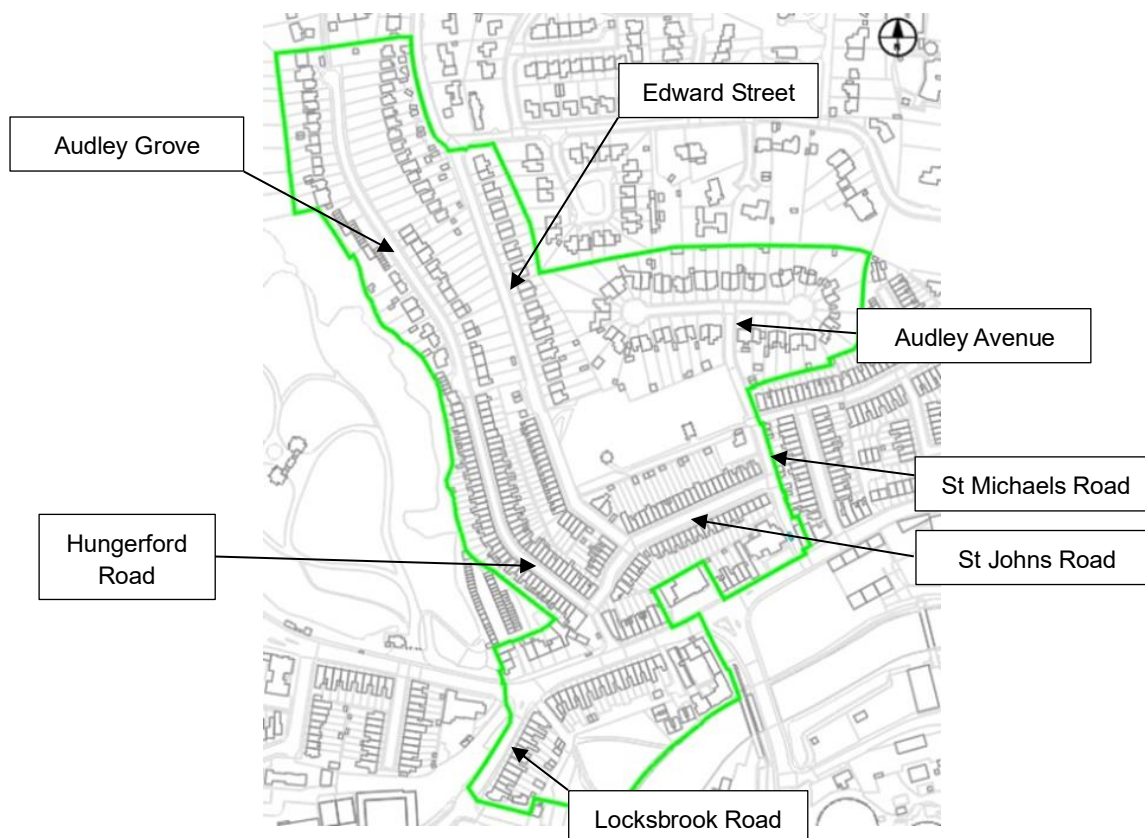 Edward Street
Audley Grove
Audley Avenue
St Michaels Road
Hungerford
Road
St Johns Road
Locksbrook Road